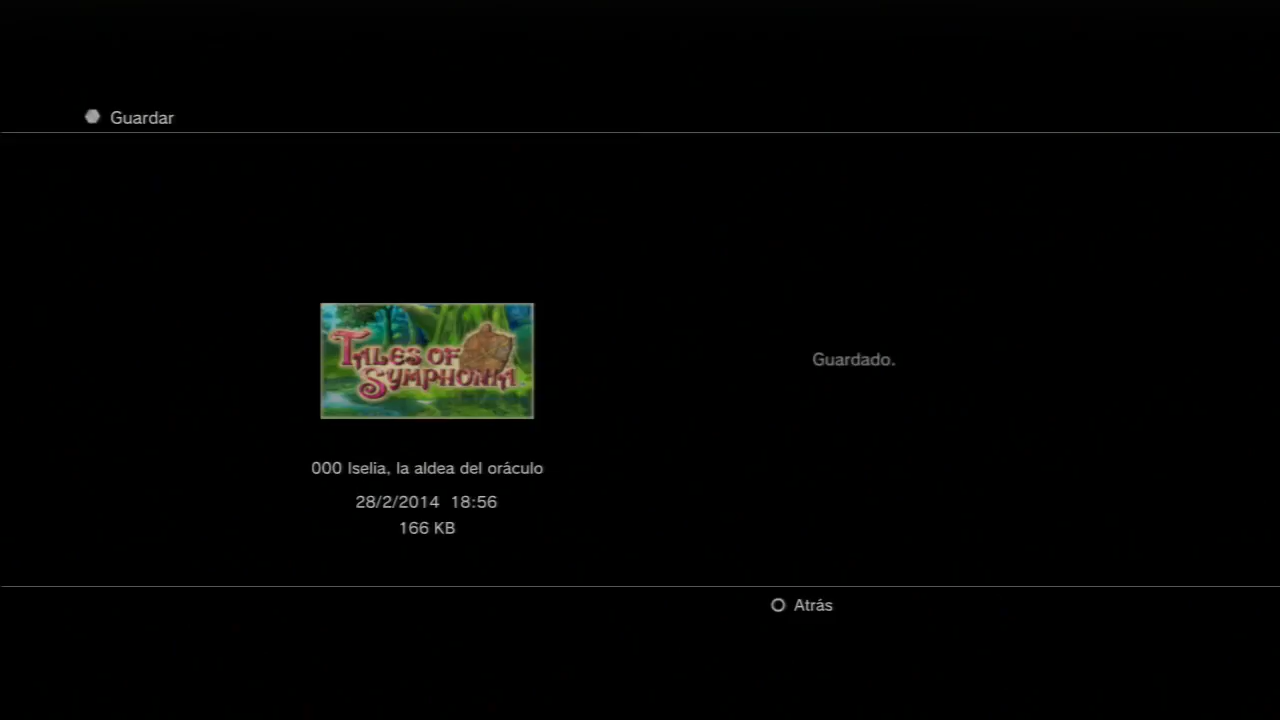 Guardar
TALES OF
SYMPHONIA
Guardado.
000 Iselia, la aldea del oráculo
28/2/2014 18:56
166 KB
Atrás